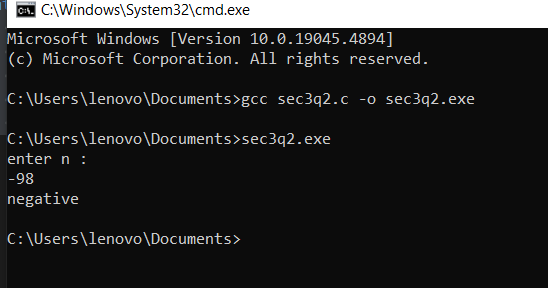 C:\Windows\System32\cmd.exe
Microsoft Windows [Version 10.0.19045.4894]
(c) Microsoft Corporation. All rights reserved.
C:\Users\lenovo\Documents>gcc sec3q2.c -o sec3q2.exe
C:\Users\lenovo\Documents>sec3q2.exe
enter n :
-98
negative
C:\Users\lenovo\Documents>